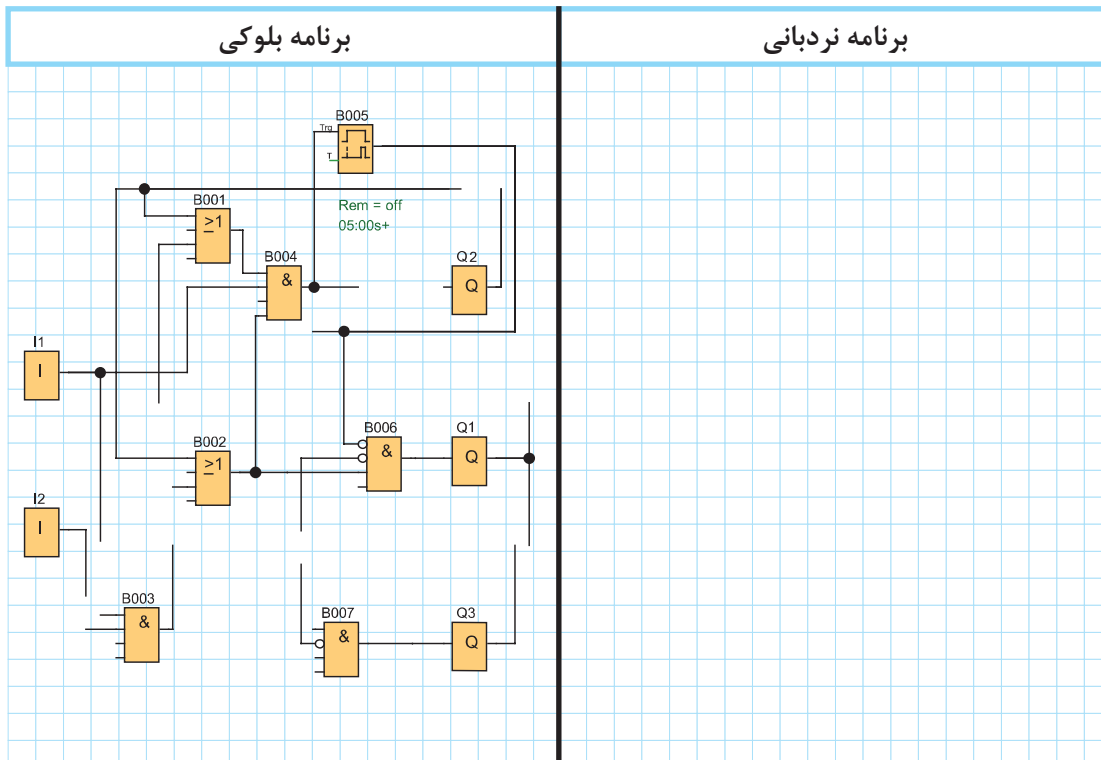 برنامه بلوکی
برنامه نردبانی
B005
Trg
T
B001
≥1
Rem = off
05:00s+
B004
&
Q2
Q
I1
I
B002
≥1
B006
&
Q1
Q
I2
I
B003
&
B007
&
Q3
Q